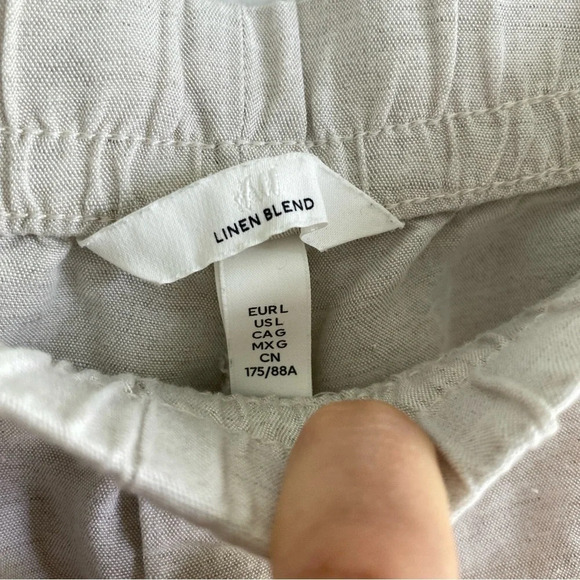 LINEN BLEND
EUR L
US L
CA G
MX G
CN
175/88A